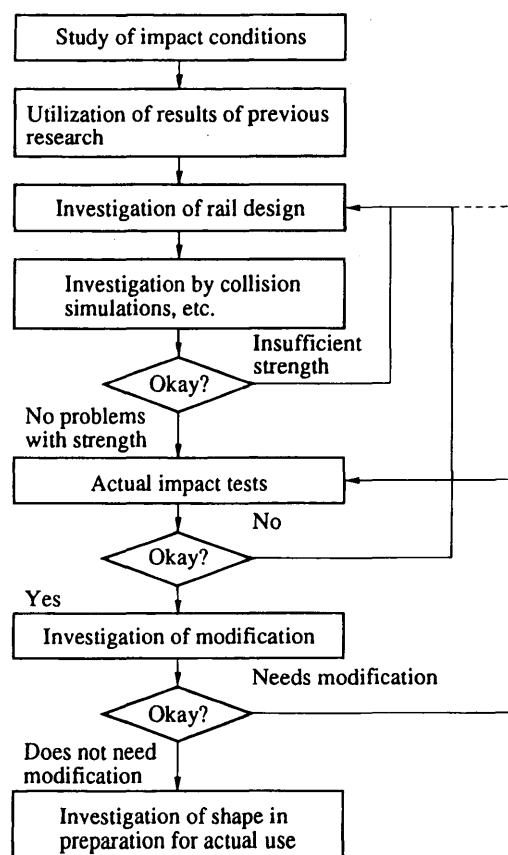 Study of impact conditions
Utilization of results of previous
research
Investigation of rail design
Investigation by collision
simulations, etc.
Insufficient
strength
Okay?
No problems
with strength
Actual impact tests
No
Okay?
Yes
Investigation of modification
Needs modification
Okay?
Does not need
modification
Investigation of shape in
preparation for actual use